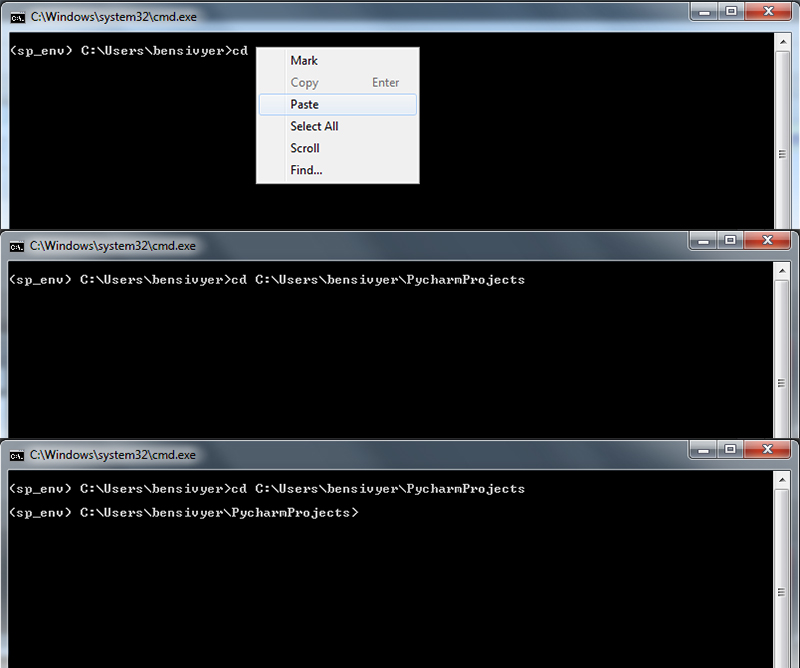 C:\Windows\system32\cmd.exe
(sp_env) C:\Users\bensivyer>cd
Mark
Copy Enter
Paste
Select All
Scroll
Find...
C:\Windows\system32\cmd.exe
(sp_env) C:\Users\bensivyer>cd C:\Users\bensivyer\PycharmProjects
C:\Windows\system32\cmd.exe
(sp_env) C:\Users\bensivyer>cd C:\Users\bensivyer\PycharmProjects
(sp_env) C:\Users\bensivyer\PycharmProjects>